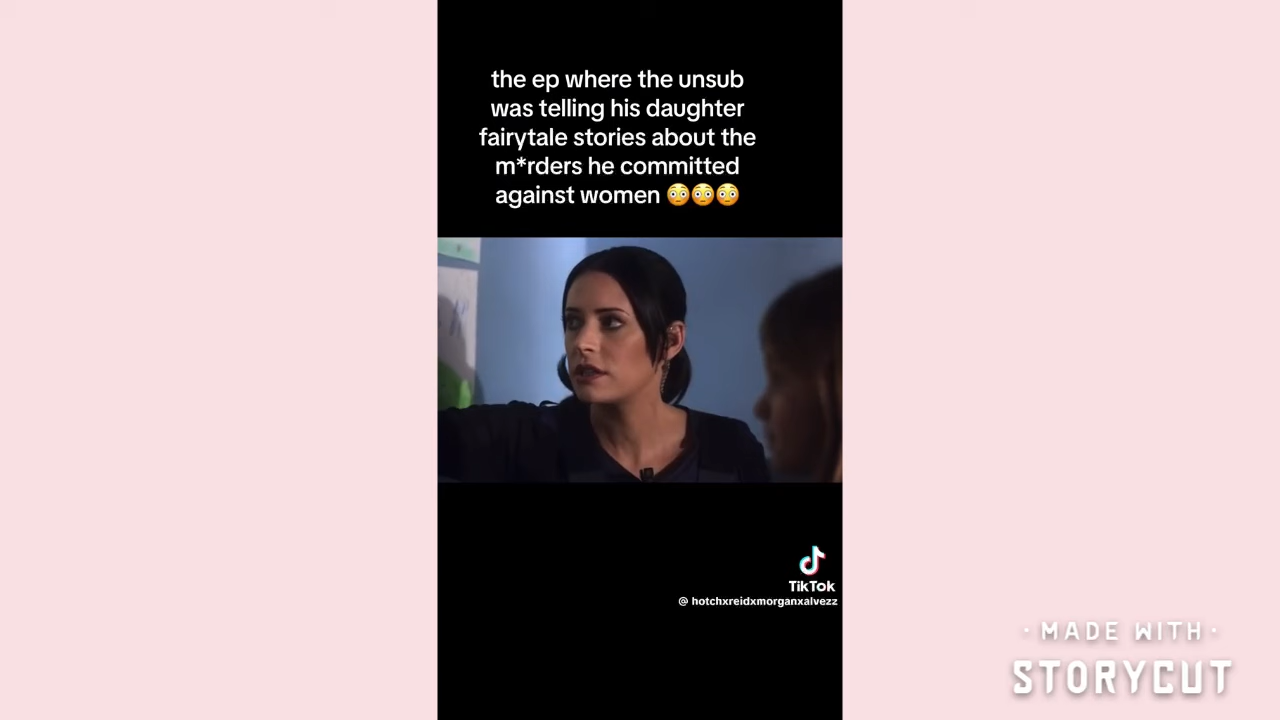 the ep where the unsub
was telling his daughter
fairytale stories about the
m*rders he committed
against women 😳😳😳
TikTok
@ hotchxreidxmorganxalvezz
· MADE WITH ·
STORYCUT